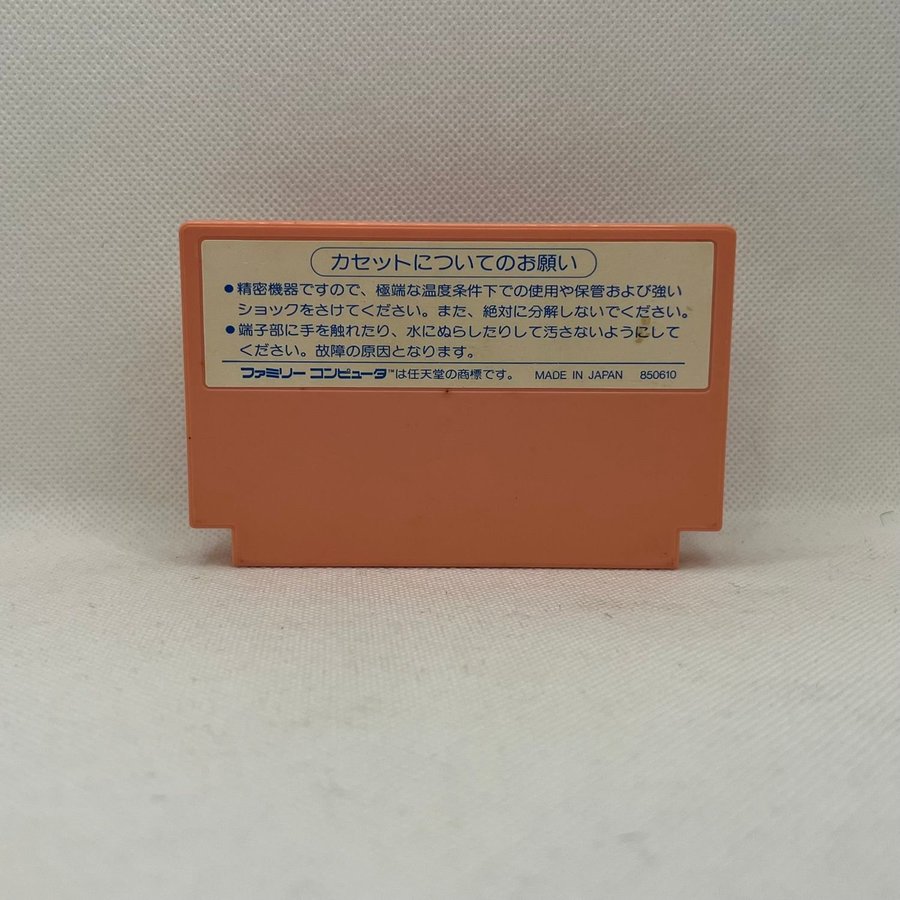 カセットについてのお願い
●精密機器ですので、極端な温度条件下での使用や保管および強い
ショックをさけてください。また、絶対に分解しないでください。
●端子部に手を触れたり、水にぬらしたりして汚さないようにして
ください。故障の原因となります。
ファミリー コンピュータ™は任天堂の商標です。 MADE IN JAPAN 850610